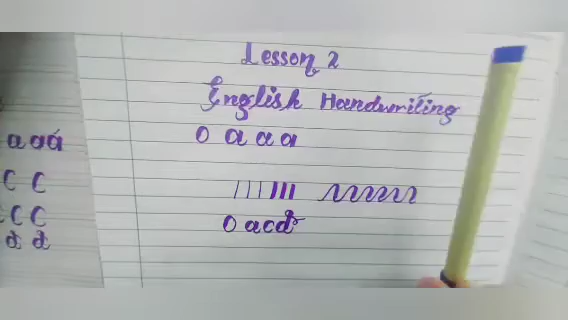 Lesson, 2
English Handwriting
O a a a
O a c d
a a a
C C
C C
d d